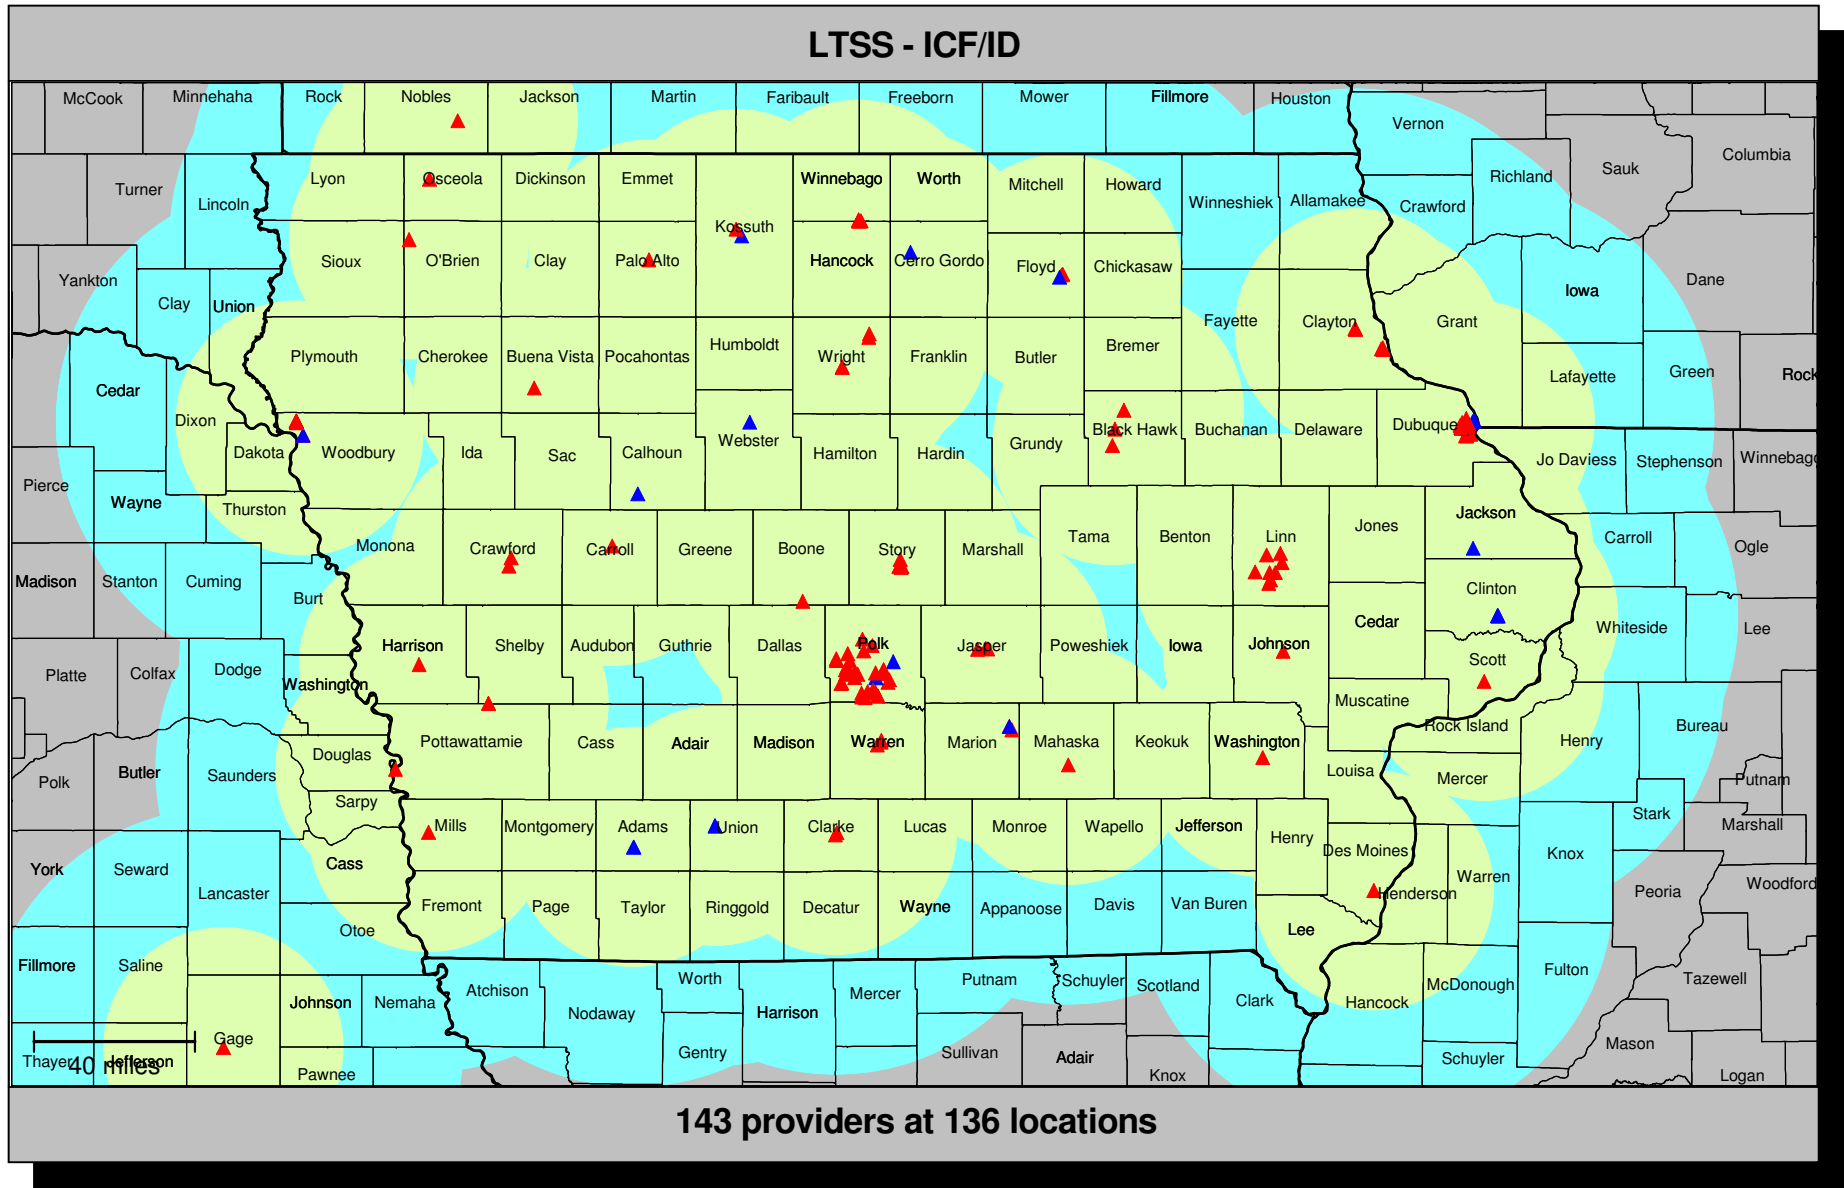 LTSS - ICF/ID
McCook Minnehaha Rock Nobles Jackson Martin Faribault Freeborn Mower Fillmore Houston
Vernon
Columbia
Sauk
Richland
Turner Lincoln Lyon Osceola Dickinson Emmet Winnebago Worth Mitchell Howard
Winneshiek Allamakee Crawford
Kossuth
Yankton Clay Union Sioux O'Brien Clay Palo Alto Hancock Cerro Gordo Floyd Chickasaw
Iowa Dane
Fayette Clayton Grant
Plymouth Cherokee Buena Vista Pocahontas Humboldt Wright Franklin Butler Bremer
Lafayette Green Rock
Cedar
Dixon Dakota Woodbury Ida Sac Calhoun Webster Hamilton Hardin Grundy Black Hawk Buchanan Delaware Dubuque
Jo Daviess Stephenson Winnebago
Pierce Wayne Thurston
Monona Crawford Carroll Greene Boone Story Marshall Tama Benton Linn Jones Jackson
Carroll Ogle
Madison Stanton Cuming Burt
Clinton
Harrison Shelby Audubon Guthrie Dallas Polk Jasper Poweshiek Iowa Johnson Cedar
Whiteside Lee
Scott
Platte Colfax Dodge Washington
Muscatine
Rock Island Bureau
Pottawattamie Cass Adair Madison Warren Marion Mahaska Keokuk Washington
Henry
Louisa Mercer
Polk Butler Saunders Douglas
Putnam
Sarpy
Stark Marshall
Mills Montgomery Adams Union Clarke Lucas Monroe Wapello Jefferson Henry
Des Moines
Knox
York Seward Lancaster Cass
Warren Peoria Woodford
Henderson
Fremont Page Taylor Ringgold Decatur Wayne Appanoose Davis Van Buren
Lee
Otoe
Fillmore Saline
Johnson Nemaha Atchison Nodaway Worth Harrison Mercer Putnam Schuyler Scotland Clark
Hancock McDonough Fulton Tazewell
Gage
Thayer Jefferson
40 miles
Pawnee
Gentry Sullivan Adair Knox
Schuyler Mason Logan
143 providers at 136 locations